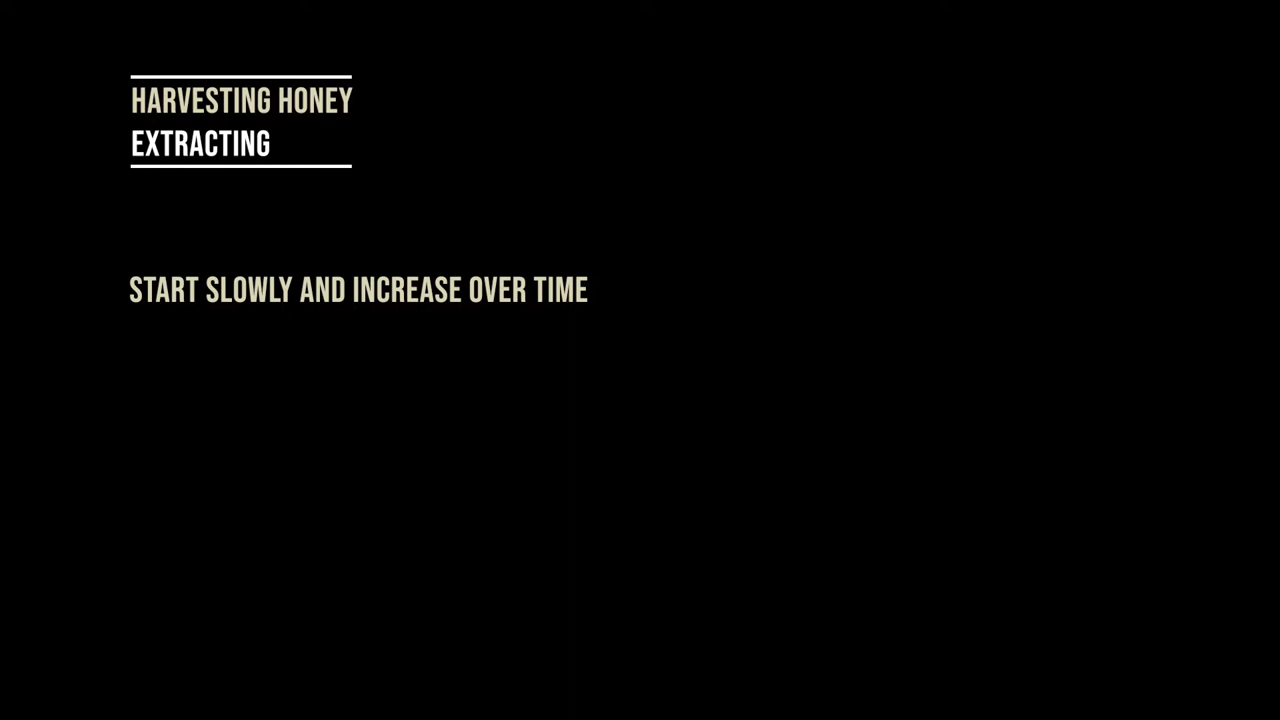 HARVESTING HONEY
EXTRACTING
START SLOWLY AND INCREASE OVER TIME